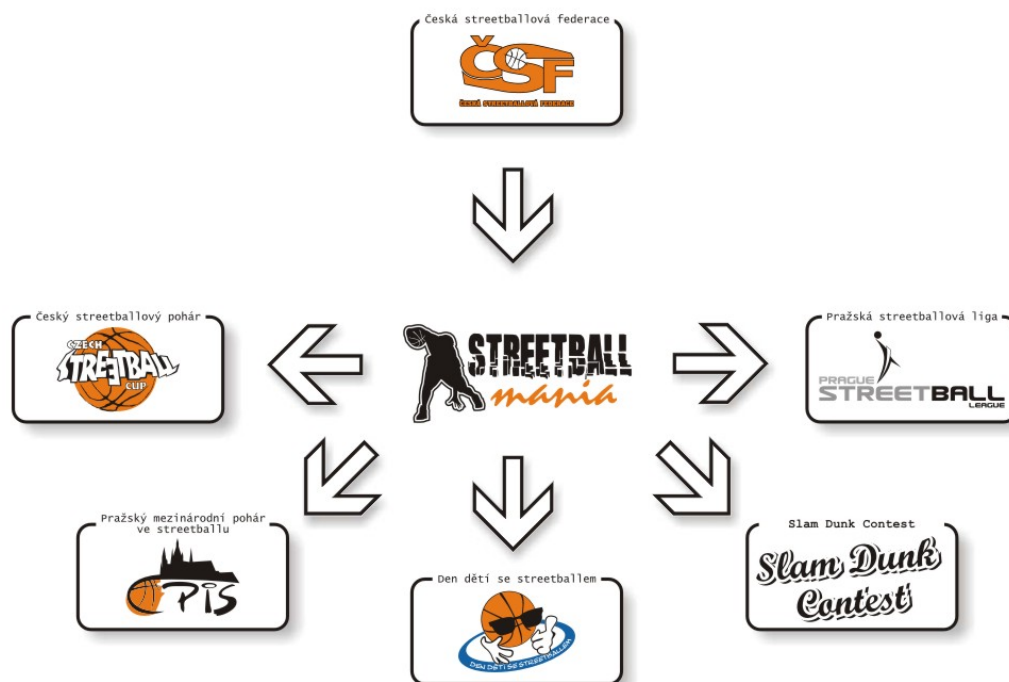 Česká streetballová federace
ČSF
ČESKÁ STREETBALLOVÁ FEDERACE
Český streetballový pohár
CZECH
STREETBALL
CUP
STREETBALL
mania
Pražská streetballová liga
PRAGUE
STREETBALL
LEAGUE
Pražský mezinárodní pohár
ve streetballu
PIS
Den dětí se streetballem
DEN DĚTÍ SE STREETBALLEM
Slam Dunk Contest
Slam Dunk
Contest